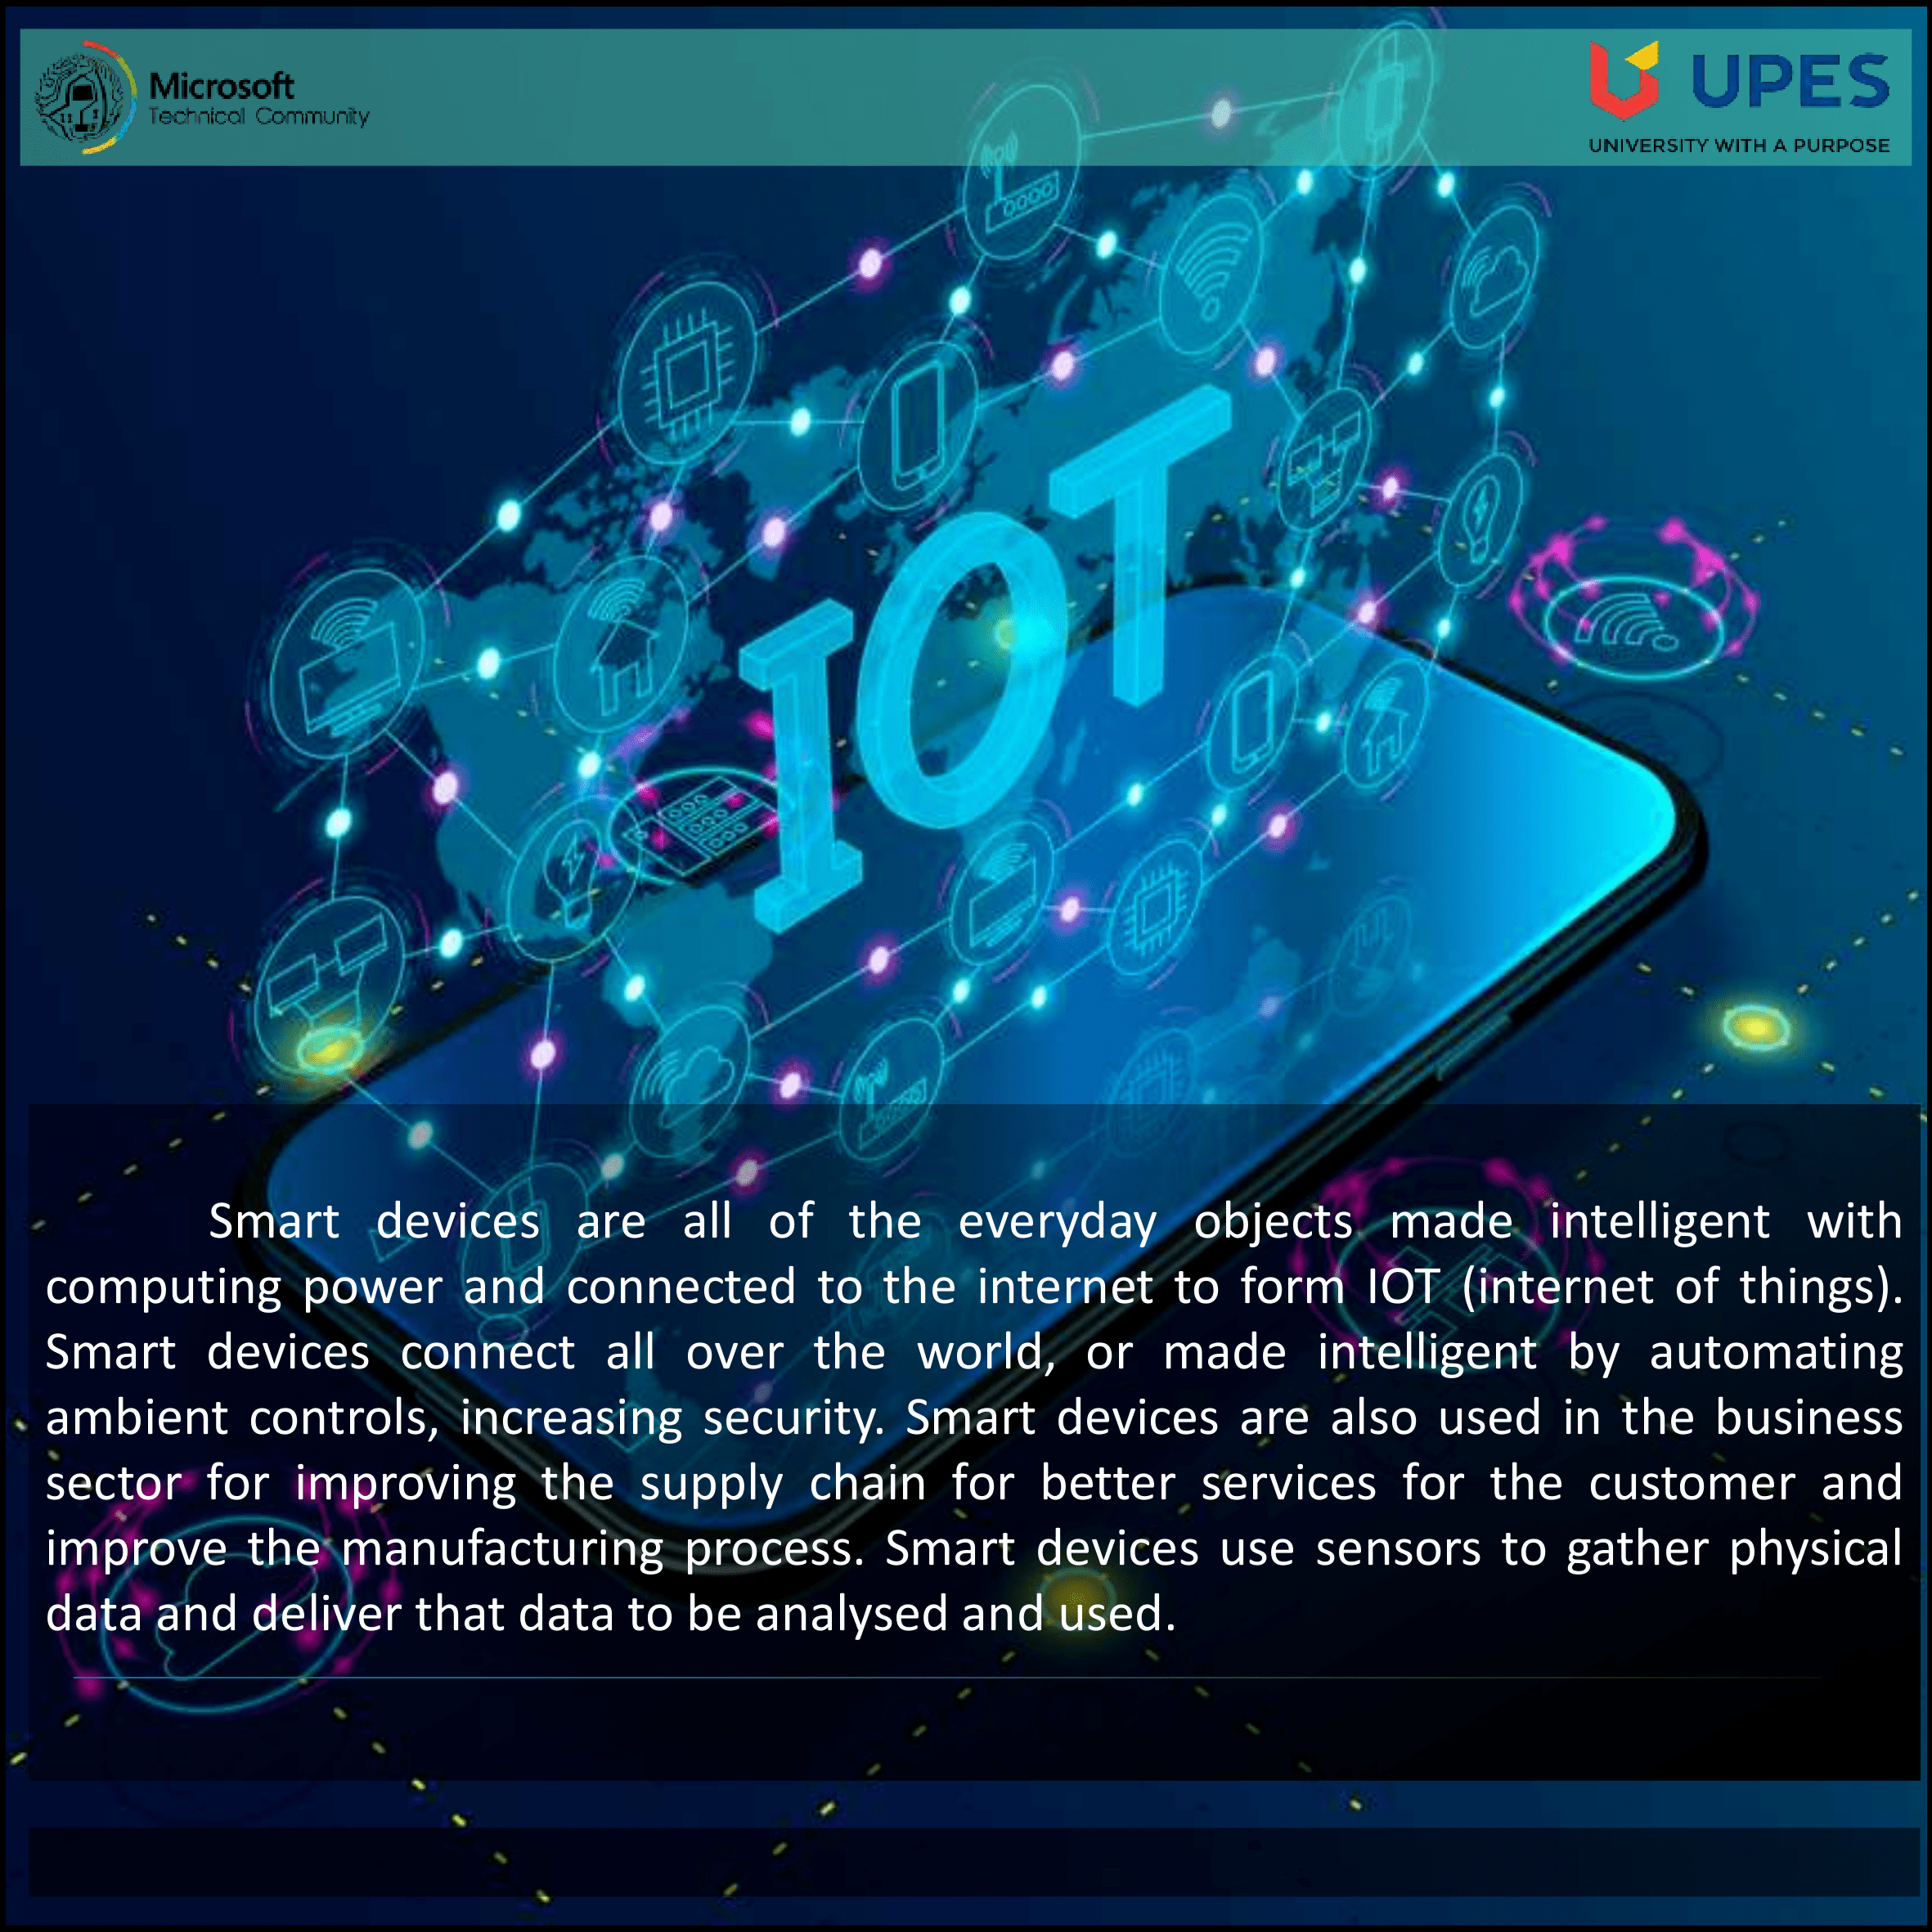 Microsoft
Technical Community
UPES
UNIVERSITY WITH A PURPOSE
IOT
Smart devices are all of the everyday objects made intelligent with
computing power and connected to the internet to form IOT (internet of things).
Smart devices connect all over the world, or made intelligent by automating
ambient controls, increasing security. Smart devices are also used in the business
sector for improving the supply chain for better services for the customer and
improve the manufacturing process. Smart devices use sensors to gather physical
data and deliver that data to be analysed and used.